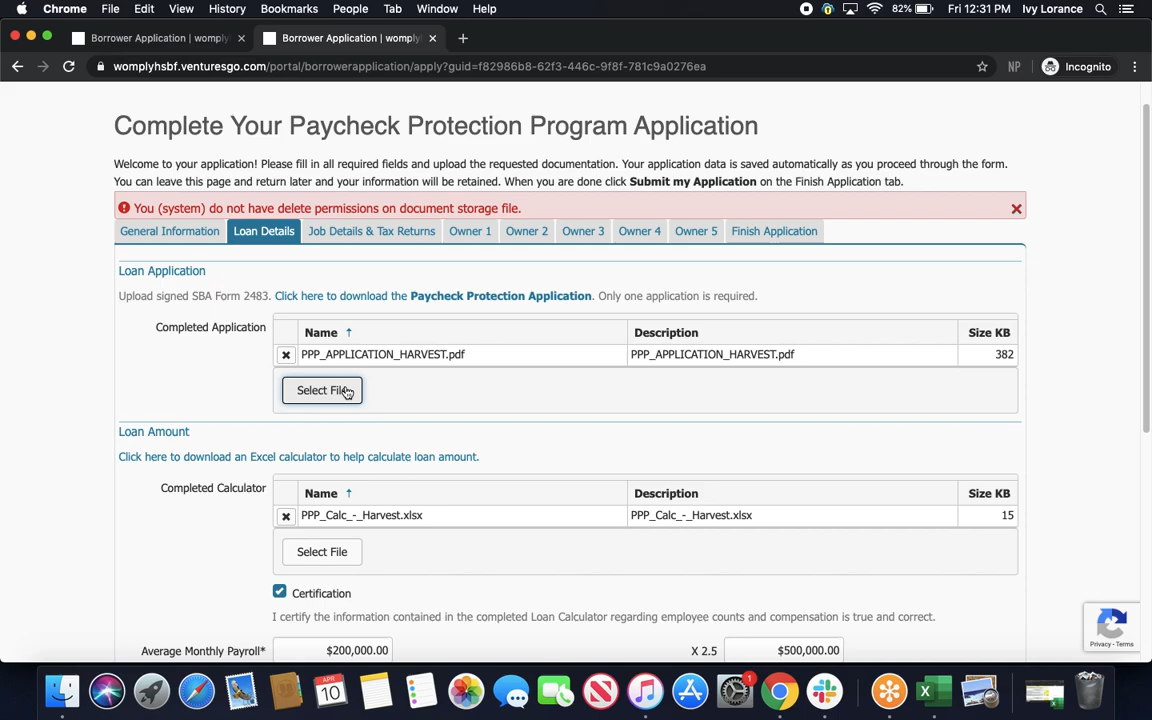 Chrome File Edit View History Bookmarks People Tab Window Help 82% Fri 12:31 PM Ivy Lorance
Borrower Application | womply
Borrower Application | womply
womplyhsbf.venturesgo.com/portal/borrowerapplication/apply?guid=f82986b8-62f3-446c-9f8f-781c9a0276ea NP Incognito
Complete Your Paycheck Protection Program Application
Welcome to your application! Please fill in all required fields and upload the requested documentation. Your application data is saved automatically as you proceed through the form.
You can leave this page and return later and your information will be retained. When you are done click Submit my Application on the Finish Application tab.
You (system) do not have delete permissions on document storage file.
General Information Loan Details Job Details & Tax Returns Owner 1 Owner 2 Owner 3 Owner 4 Owner 5 Finish Application
Loan Application
Upload signed SBA Form 2483. Click here to download the Paycheck Protection Application. Only one application is required.
Completed Application Name ↑ Description Size KB
PPP_APPLICATION_HARVEST.pdf PPP_APPLICATION_HARVEST.pdf 382
Select File
Loan Amount
Click here to download an Excel calculator to help calculate loan amount.
Completed Calculator Name ↑ Description Size KB
PPP_Calc_-_Harvest.xlsx PPP_Calc_-_Harvest.xlsx 15
Select File
Certification
I certify the information contained in the completed Loan Calculator regarding employee counts and compensation is true and correct.
Privacy - Terms
Average Monthly Payroll* $200,000.00 X 2.5 $500,000.00
APR
10
1